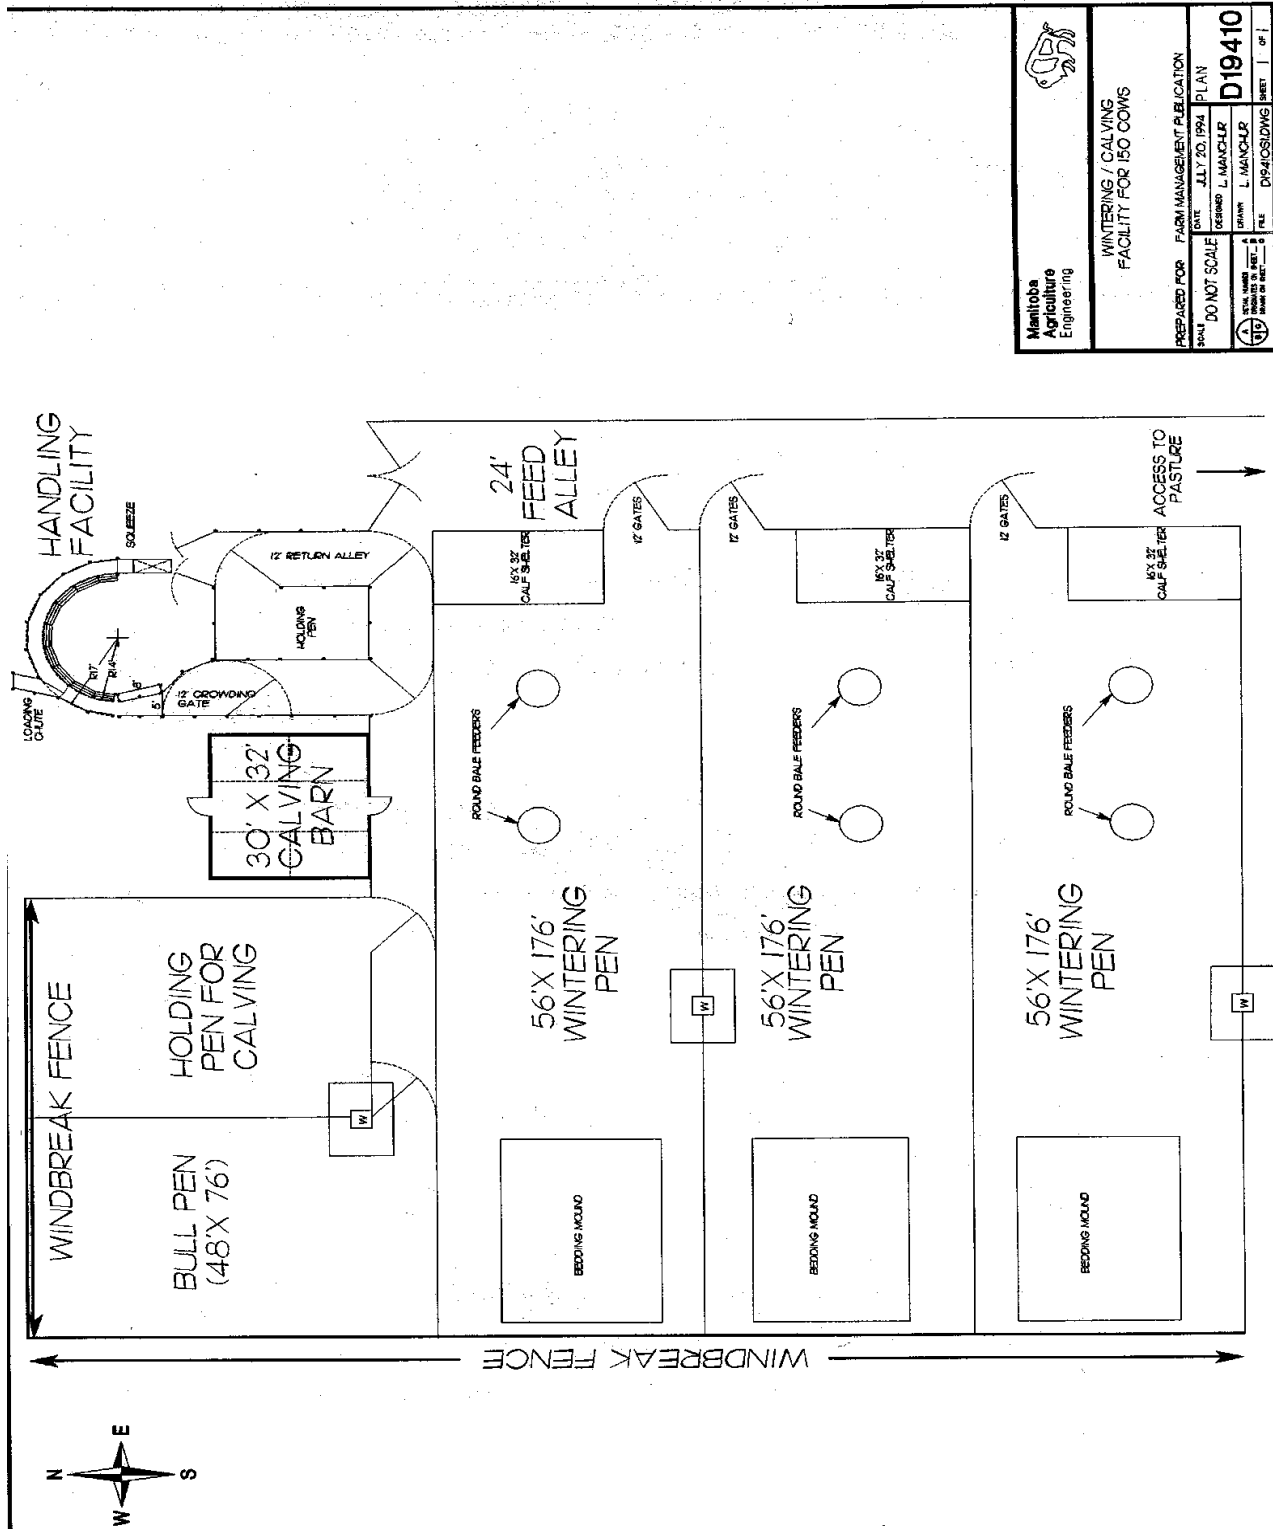 WINDBREAK FENCE
BULL PEN
(48'X 76')
HOLDING
PEN FOR
CALVING
30' X 32'
CALVING
BARN
LOADING
CHUTE
HANDLING
FACILITY
SQUEEZE
R17'
R14'
8'
5'
12' CROWDING
GATE
HOLDING
PEN
12' RETURN ALLEY
24'
FEED
ALLEY
W
WINDBREAK FENCE
BEDDING MOUND
56'X 176'
WINTERING
PEN
ROUND BALE FEEDERS
16'X 32'
CALF SHELTER
12' GATES
W
BEDDING MOUND
56'X 176'
WINTERING
PEN
ROUND BALE FEEDERS
16'X 32'
CALF SHELTER
12' GATES
BEDDING MOUND
56'X 176'
WINTERING
PEN
ROUND BALE FEEDERS
16'X 32'
CALF SHELTER
12' GATES
W
ACCESS TO
PASTURE
N
E
S
W
Manitoba
Agriculture
Engineering
WINTERING / CALVING
FACILITY FOR 150 COWS
PREPARED FOR FARM MANAGEMENT PUBLICATION
SCALE
DO NOT SCALE
DATE JULY 20, 1994
DESIGNED L. MANCHUR
DRAWN L. MANCHUR
FILE
PLAN
D19410
SHEET 1 OF 1